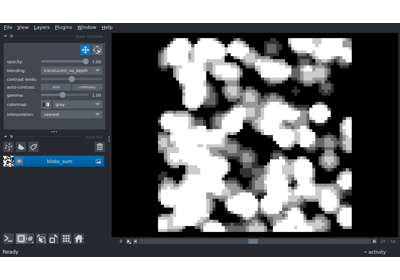 File View Layers Plugins Window Help
opacity: 1.00
blending: translucent_no_depth
contrast limits:
auto-contrast: once continuous
gamma: 1.00
colormap: gray
interpolation: nearest
blobs_sum
Ready
activity